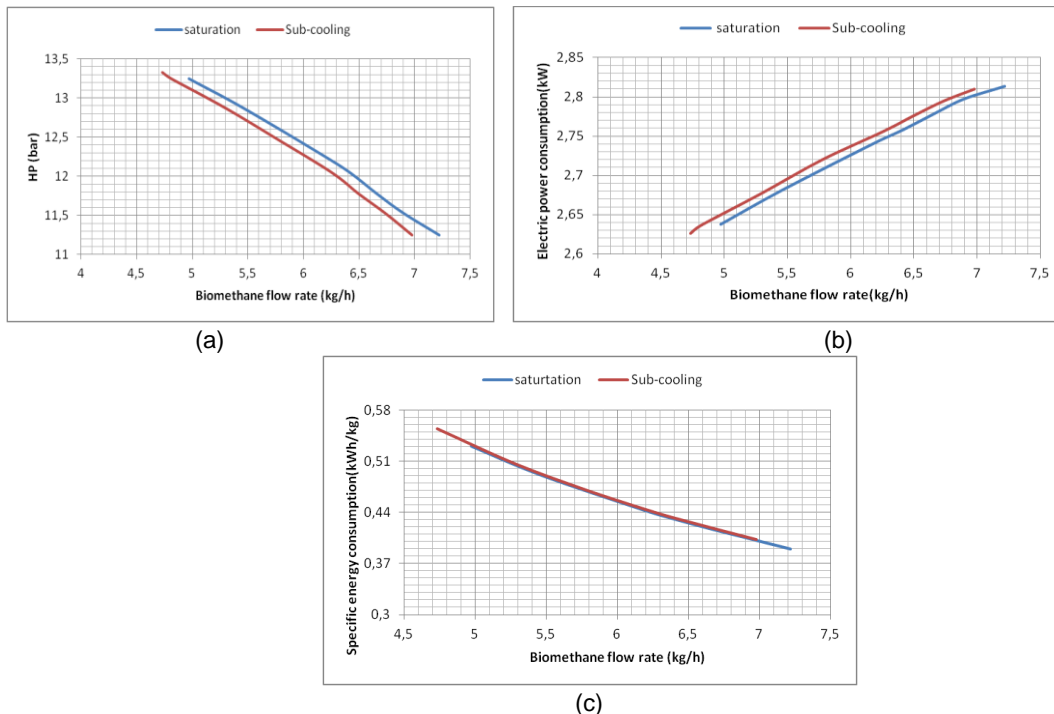 saturation Sub-cooling
13,5
13
12,5
12
11,5
11
HP (bar)
4 4,5 5 5,5 6 6,5 7 7,5
Biomethane flow rate (kg/h)
(a)
saturation Sub-cooling
2,85
2,8
2,75
2,7
2,65
2,6
Electric power consumption(kW)
4 4,5 5 5,5 6 6,5 7 7,5
Biomethane flow rate(kg/h)
(b)
saturtation Sub-cooling
0,58
0,51
0,44
0,37
0,3
Specific energy consumption(kWh/kg)
4,5 5 5,5 6 6,5 7 7,5
Biomethane flow rate (kg/h)
(c)